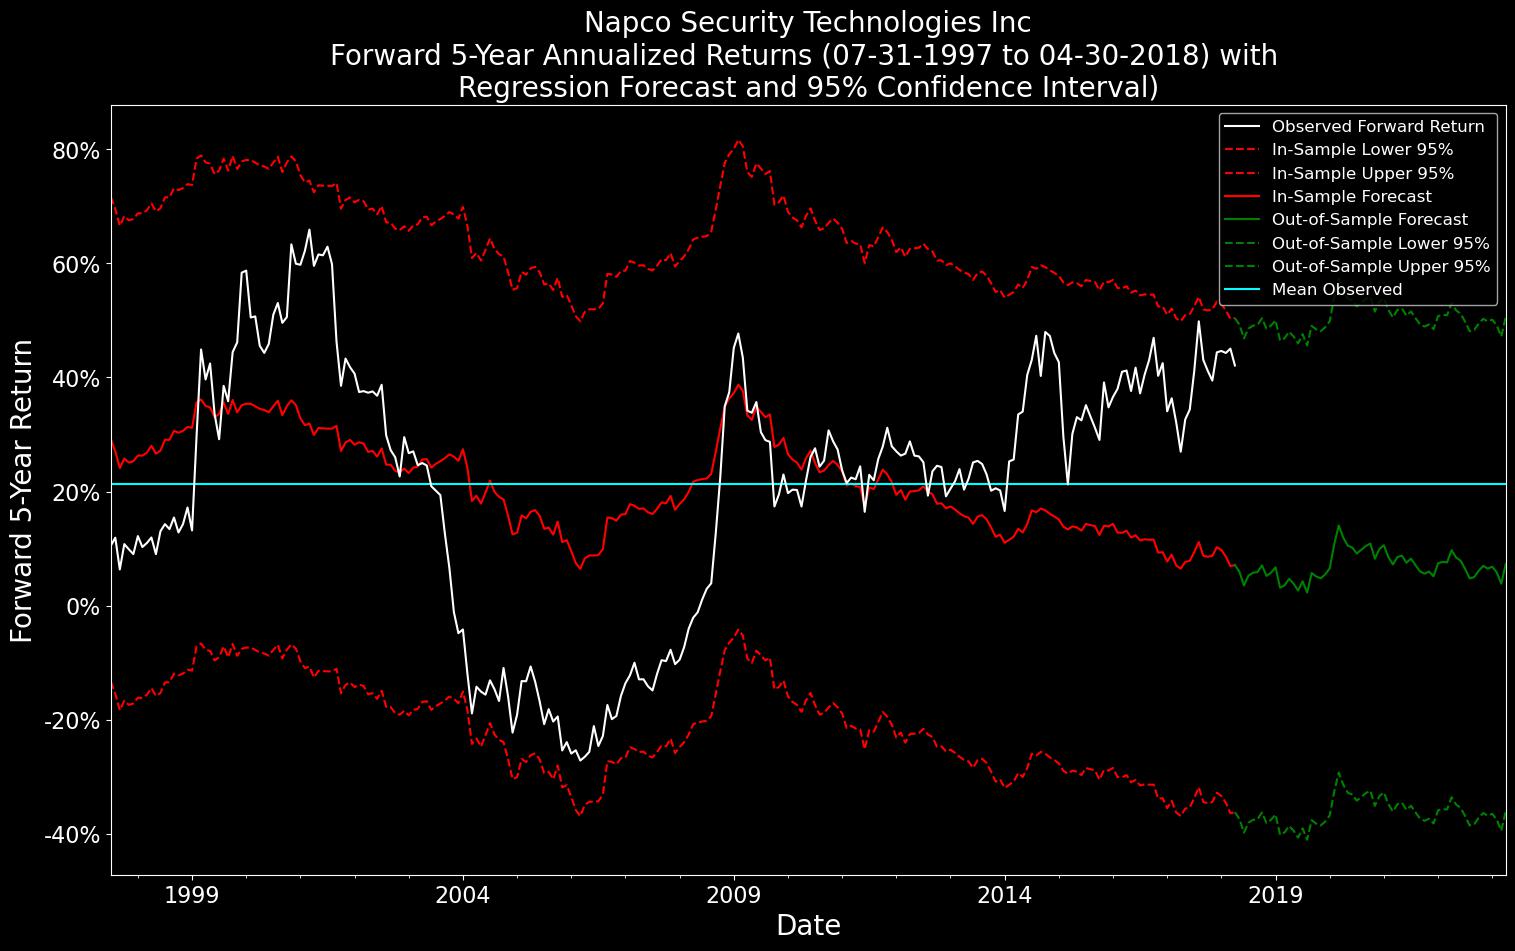 Napco Security Technologies Inc
Forward 5-Year Annualized Returns (07-31-1997 to 04-30-2018) with
Regression Forecast and 95% Confidence Interval)
Observed Forward Return
In-Sample Lower 95%
In-Sample Upper 95%
In-Sample Forecast
Out-of-Sample Forecast
Out-of-Sample Lower 95%
Out-of-Sample Upper 95%
Mean Observed
Forward 5-Year Return
80%
60%
40%
20%
0%
-20%
-40%
1999 2004 2009 2014 2019
Date